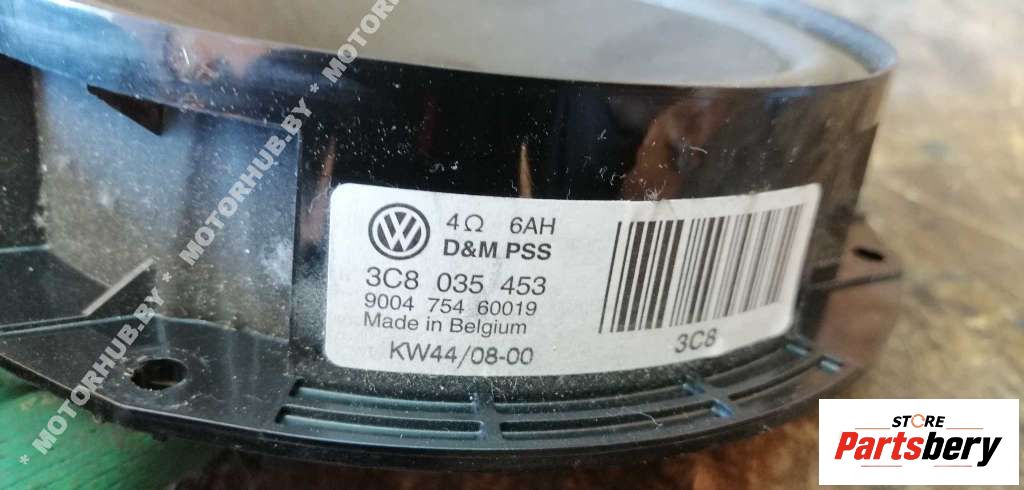 4Ω 6AH
D&M PSS
3C8 035 453
9004 754 60019
Made in Belgium
KW44/08-00
3C8
* MOTORHUB.BY * MOTORHUB.BY * MOTORHUB
STORE
Partsbery